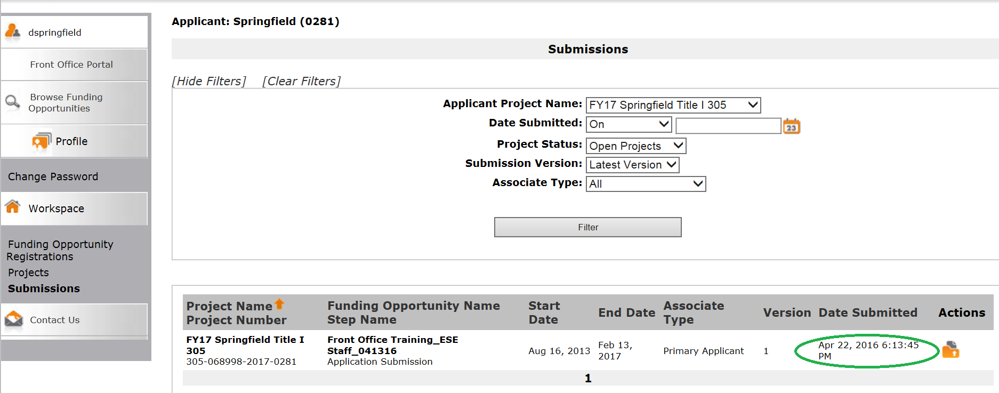 dspringfield
Front Office Portal
Browse Funding
Opportunities
Profile
Change Password
Workspace
Funding Opportunity
Registrations
Projects
Submissions
Contact Us
Applicant: Springfield (0281)
Submissions
[Hide Filters] [Clear Filters]
Applicant Project Name: FY17 Springfield Title I 305
Date Submitted: On 23
Project Status: Open Projects
Submission Version: Latest Version
Associate Type: All
Filter
Project Name Funding Opportunity Name Start End Date Associate Version Date Submitted Actions
Project Number Step Name Date Type
FY17 Springfield Title I Front Office Training_ESE Feb 13, Apr 22, 2016 6:13:45
305 Staff_041316 Aug 16, 2013 2017 Primary Applicant 1 PM
305-068998-2017-0281 Application Submission
1